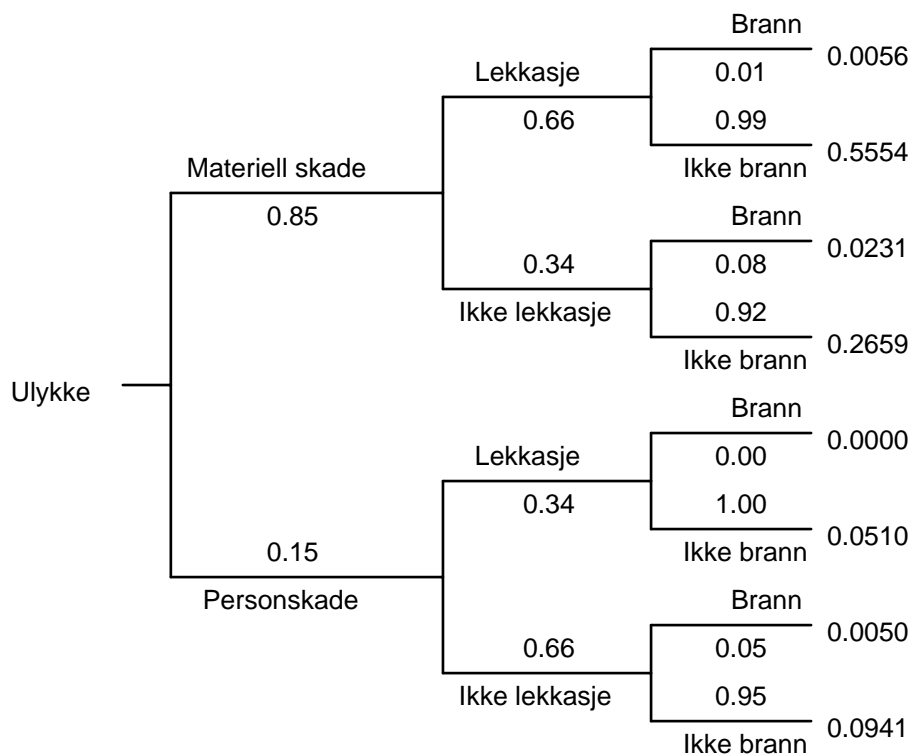 Brann
0.0056
Lekkasje
0.01
0.66
0.99
0.5554
Materiell skade
Ikke brann
0.85
Brann
0.0231
0.34
0.08
Ikke lekkasje
0.92
0.2659
Ikke brann
Ulykke
Brann
0.0000
Lekkasje
0.00
0.34
1.00
0.0510
0.15
Ikke brann
Personskade
Brann
0.0050
0.66
0.05
Ikke lekkasje
0.95
0.0941
Ikke brann